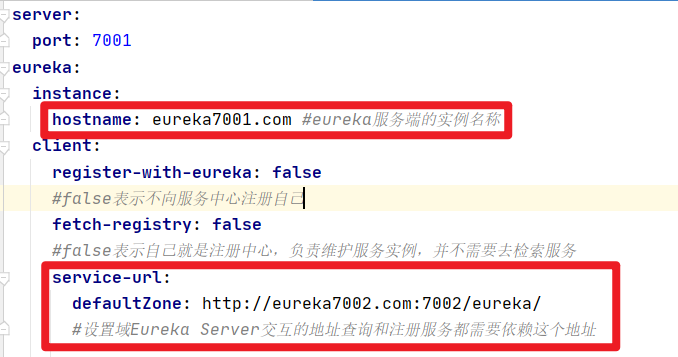 server:
port: 7001
eureka:
instance:
hostname: eureka7001.com #eureka服务端的实例名称
client:
register-with-eureka: false
#false表示不向服务中心注册自己
fetch-registry: false
#false表示自己就是注册中心，负责维护服务实例，并不需要去检索服务
service-url:
defaultZone: http://eureka7002.com:7002/eureka/
#设置域Eureka Server交互的地址查询和注册服务都需要依赖这个地址